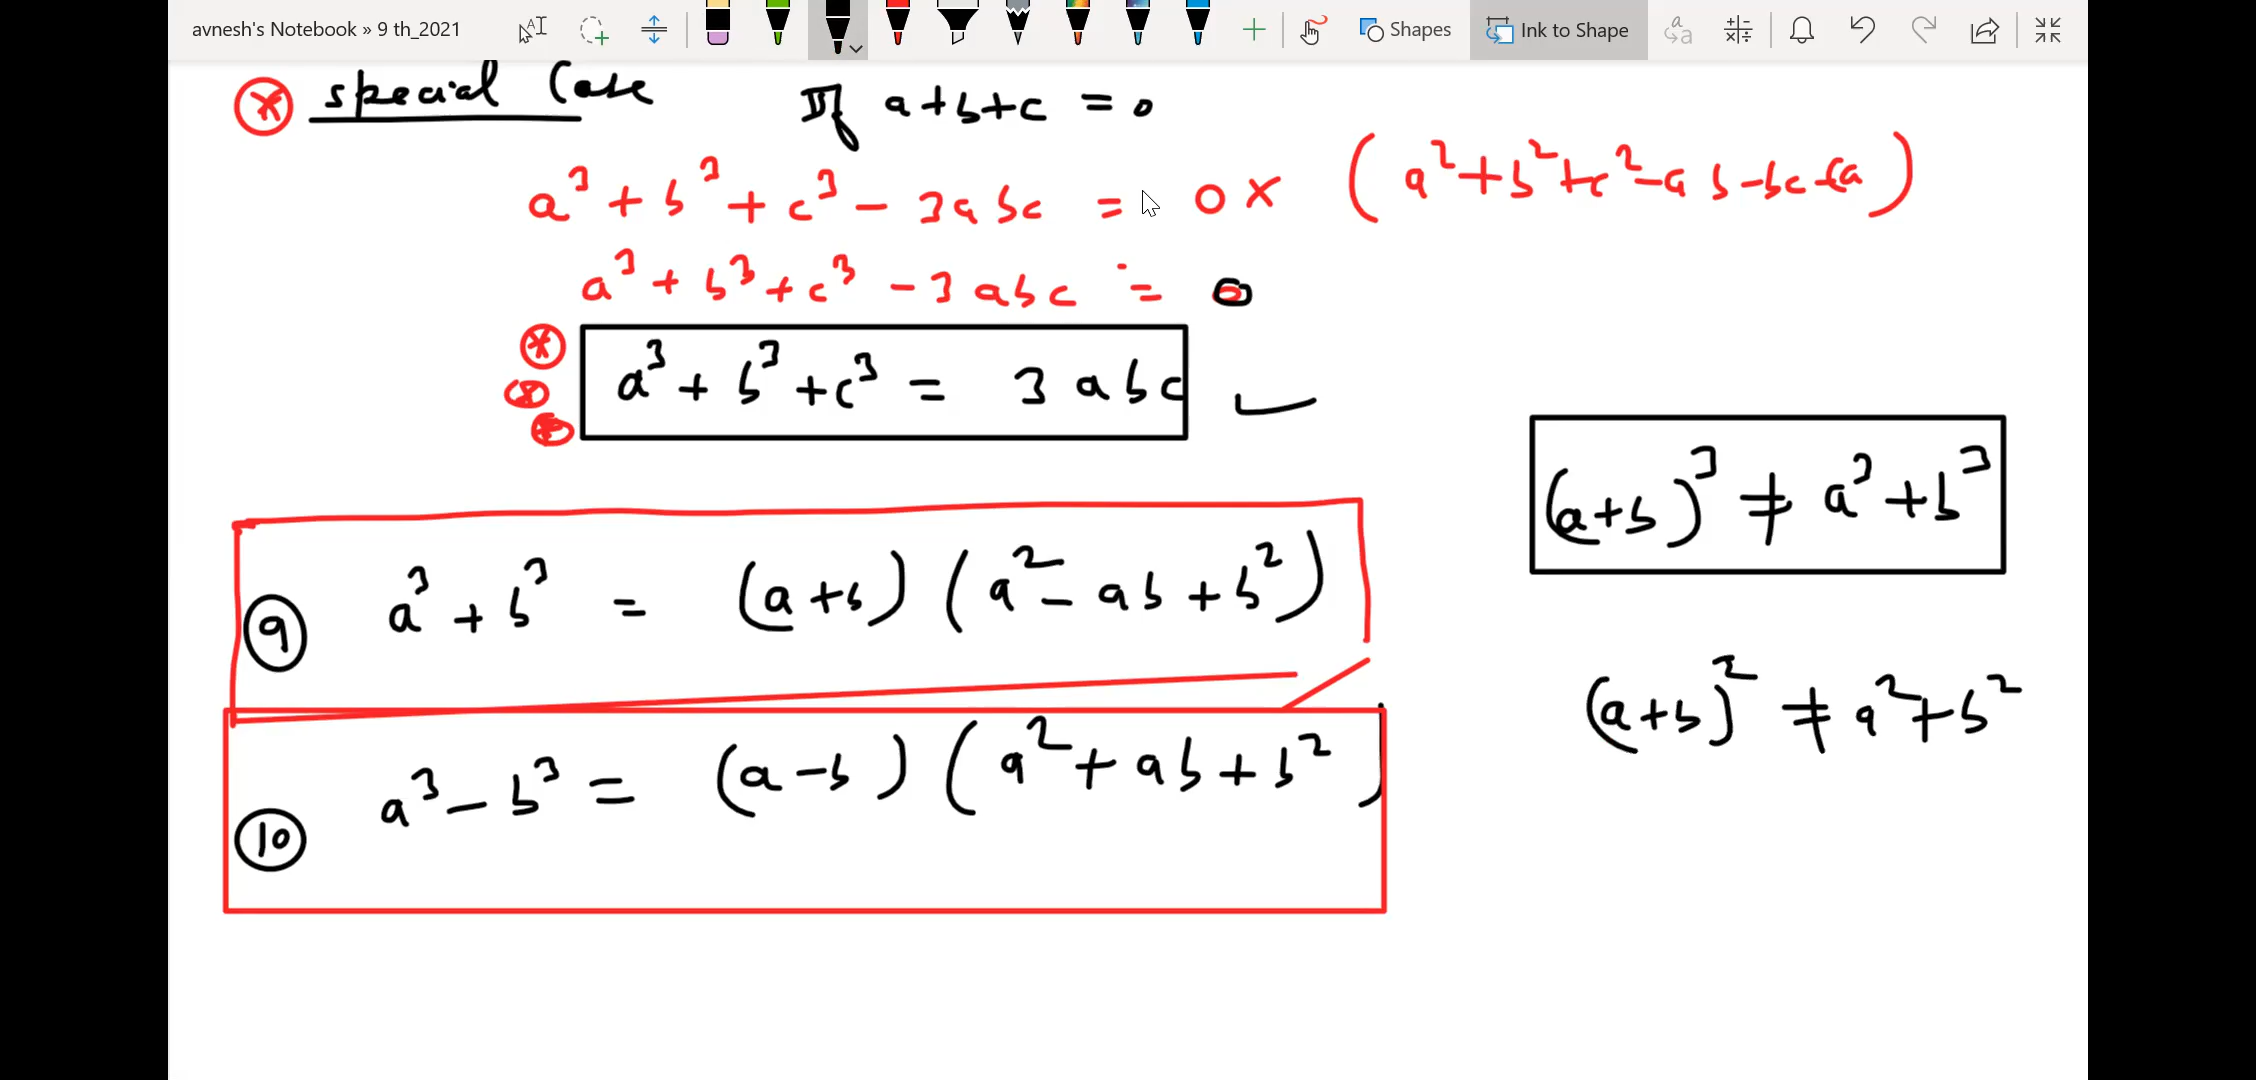 avnesh's Notebook » 9 th_2021
Shapes
Ink to Shape
special Case If a+b+c = 0
a³ + b³ + c³ − 3abc = 0 × (a²+b²+c²−ab−bc−ca)
a³ + b³ + c³ − 3abc = 0
a³ + b³ + c³ = 3abc
(a+b)³ ≠ a³+b³
9 a³ + b³ = (a+b) (a² − ab + b²)
(a+b)² ≠ a²+b²
10 a³ − b³ = (a−b) (a² + ab + b²)